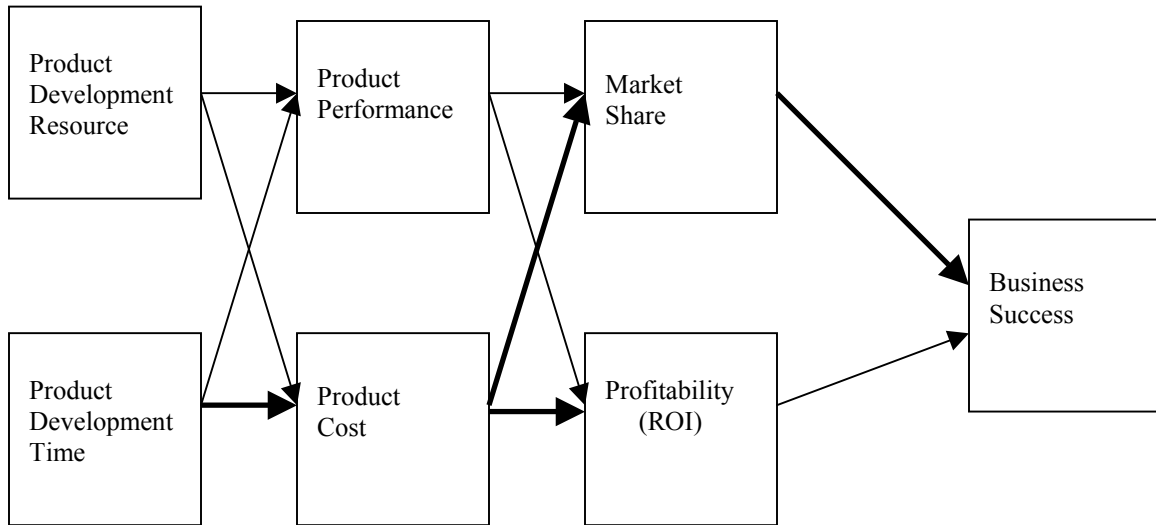 Product
Development
Resource
Product
Performance
Market
Share
Business
Success
Product
Development
Time
Product
Cost
Profitability
(ROI)